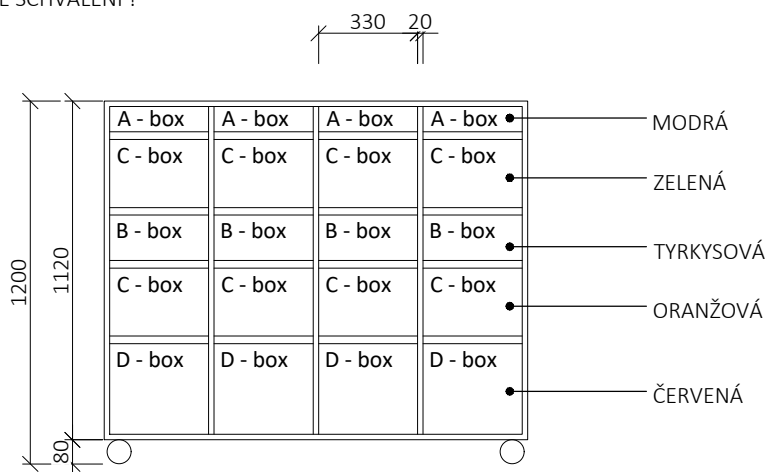 SCHVÁLENÍ !
330 20
A - box A - box A - box A - box MODRÁ
C - box C - box C - box C - box ZELENÁ
B - box B - box B - box B - box TYRKYSOVÁ
C - box C - box C - box C - box ORANŽOVÁ
D - box D - box D - box D - box ČERVENÁ
1200
1120
80